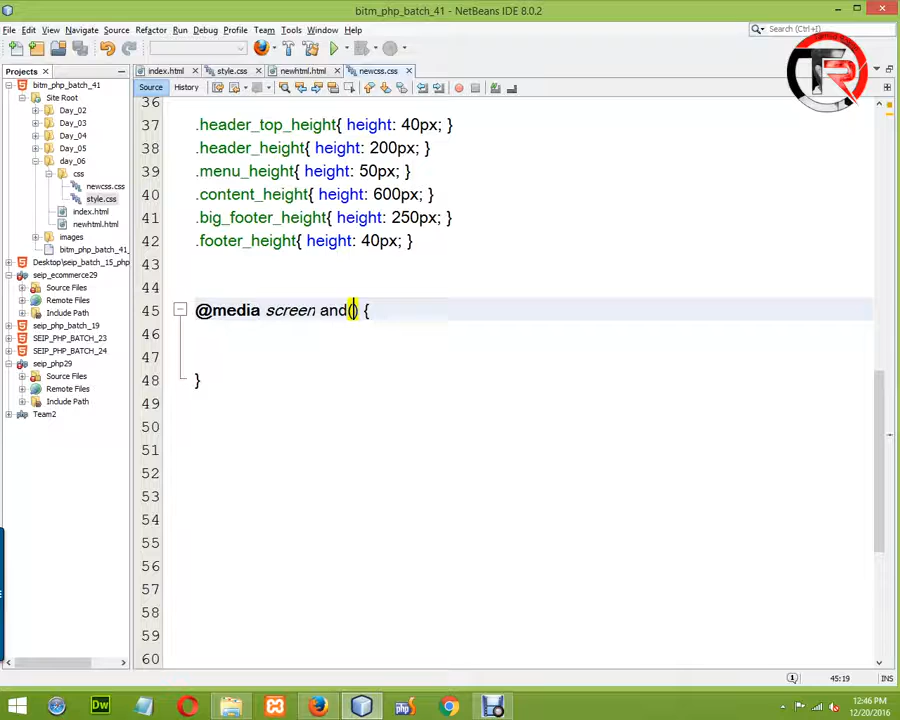 bitm_php_batch_41 - NetBeans IDE 8.0.2
File Edit View Navigate Source Refactor Run Debug Profile Team Tools Window Help
Search (Ctrl+I)
Projects
index.html style.css newhtml.html newcss.css
Source History
bitm_php_batch_41
Site Root
Day_02
Day_03
Day_04
Day_05
day_06
css
newcss.css
style.css
index.html
newhtml.html
images
bitm_php_batch_41_
Desktop\seip_batch_15_php
seip_ecommerce29
Source Files
Remote Files
Include Path
seip_php_batch_19
SEIP_PHP_BATCH_23
SEIP_PHP_BATCH_24
seip_php29
Source Files
Remote Files
Include Path
Team2
36
37 .header_top_height{ height: 40px; }
38 .header_height{ height: 200px; }
39 .menu_height{ height: 50px; }
40 .content_height{ height: 600px; }
41 .big_footer_height{ height: 250px; }
42 .footer_height{ height: 40px; }
43
44
45 @media screen and() {
46
47
48 }
49
50
51
52
53
54
55
56
57
58
59
60
TR
45:19 INS
Dw
php
12:46 PM
12/20/2016